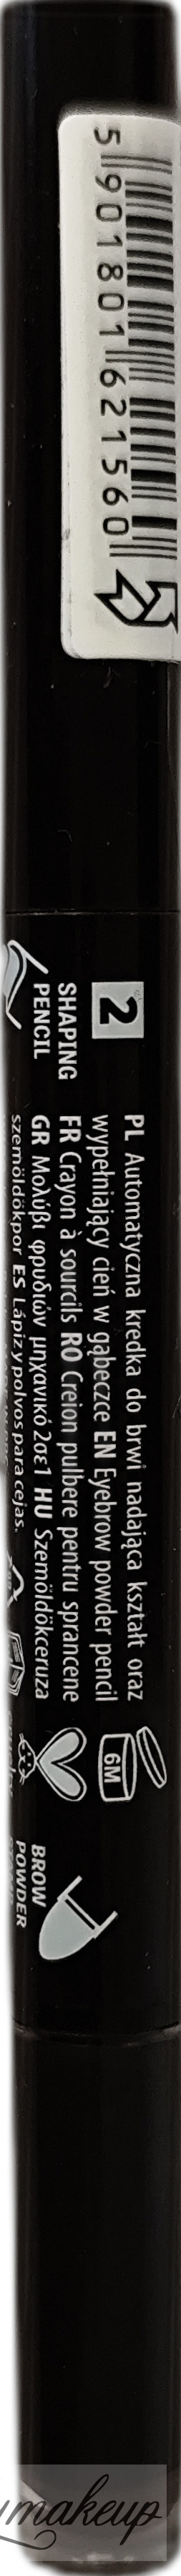 5 901801 621560
2
SHAPING
PENCIL
PL Automatyczna kredka do brwi nadająca kształt oraz
wypełniający cień w gąbeczce EN Eyebrow powder pencil
FR Crayon à sourcils RO Creion pulbere pentru sprancene
GR Μολύβι φρυδιών μηχανικό 2σε1 HU Szemöldökceruza
szemöldökpor ES Lápiz y polvos para cejas.
6M
BROW
POWDER
makeup